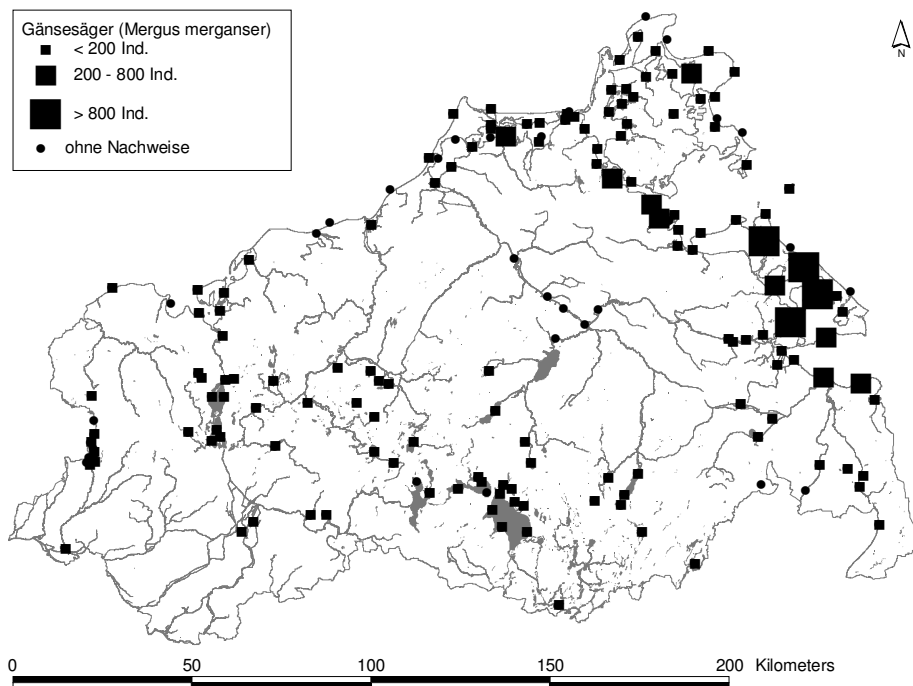 Gänsesäger (Mergus merganser)
< 200 Ind.
200 - 800 Ind.
> 800 Ind.
ohne Nachweise
N
0 50 100 150 200 Kilometers